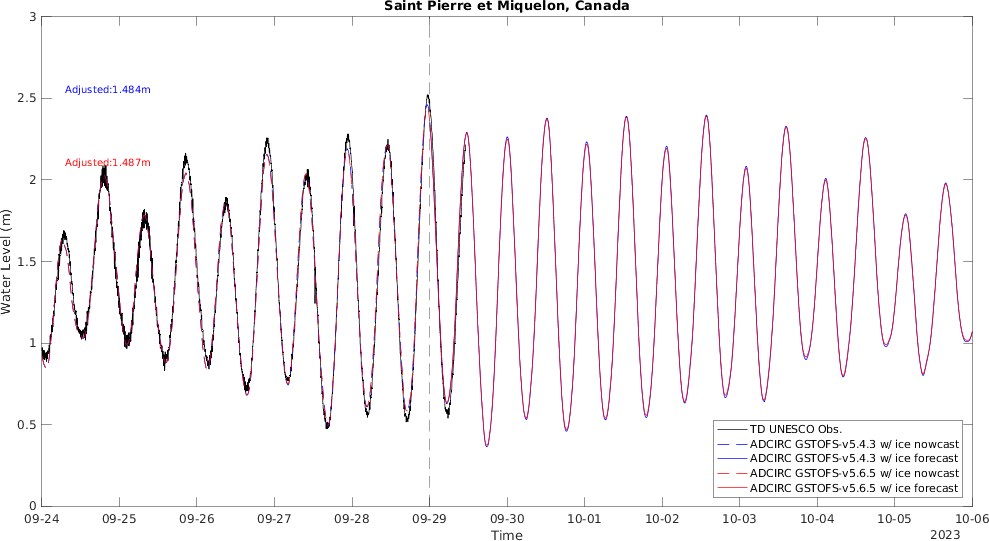 Saint Pierre et Miquelon, Canada
3
2.5
2
1.5
1
0.5
0
Water Level (m)
Adjusted:1.484m
Adjusted:1.487m
TD UNESCO Obs.
ADCIRC GSTOFS-v5.4.3 w/ ice nowcast
ADCIRC GSTOFS-v5.4.3 w/ ice forecast
ADCIRC GSTOFS-v5.6.5 w/ ice nowcast
ADCIRC GSTOFS-v5.6.5 w/ ice forecast
09-24 09-25 09-26 09-27 09-28 09-29 09-30 10-01 10-02 10-03 10-04 10-05 10-06
Time
2023